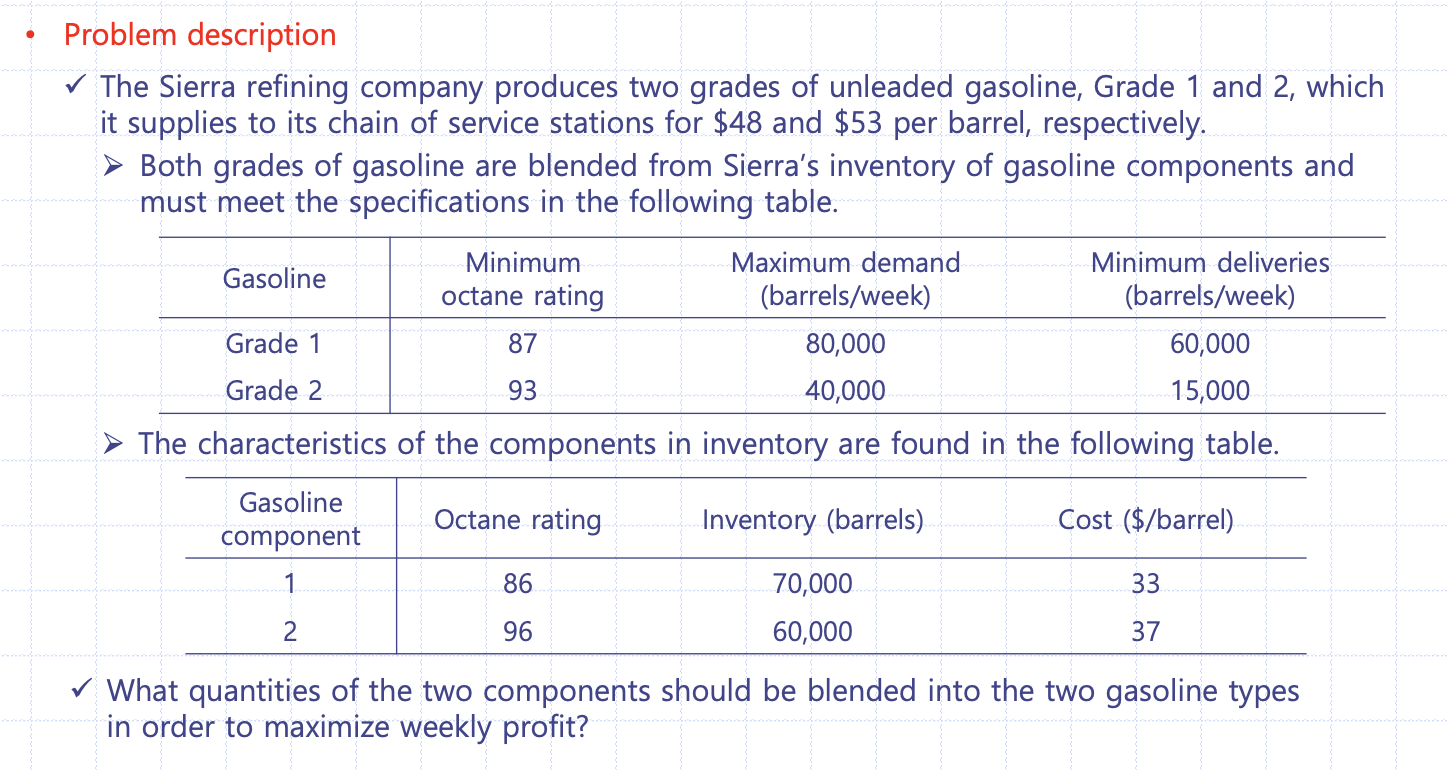 • Problem description
✓ The Sierra refining company produces two grades of unleaded gasoline, Grade 1 and 2, which
it supplies to its chain of service stations for $48 and $53 per barrel, respectively.
➢ Both grades of gasoline are blended from Sierra’s inventory of gasoline components and
must meet the specifications in the following table.
Gasoline Minimum octane rating Maximum demand (barrels/week) Minimum deliveries (barrels/week)
Grade 1 87 80,000 60,000
Grade 2 93 40,000 15,000
➢ The characteristics of the components in inventory are found in the following table.
Gasoline component Octane rating Inventory (barrels) Cost ($/barrel)
1 86 70,000 33
2 96 60,000 37
✓ What quantities of the two components should be blended into the two gasoline types
in order to maximize weekly profit?